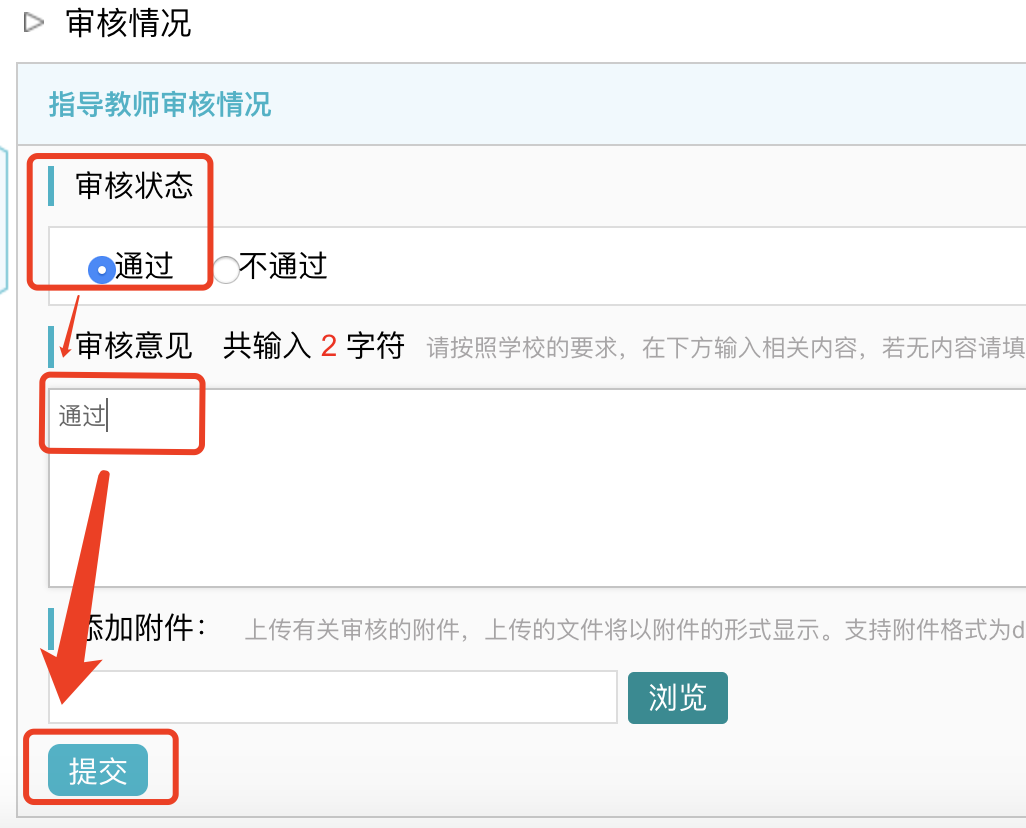 审核情况
指导教师审核情况
审核状态
通过 不通过
审核意见 共输入 2 字符 请按照学校的要求，在下方输入相关内容，若无内容请填
通过
添加附件： 上传有关审核的附件，上传的文件将以附件的形式显示。支持附件格式为d
浏览
提交